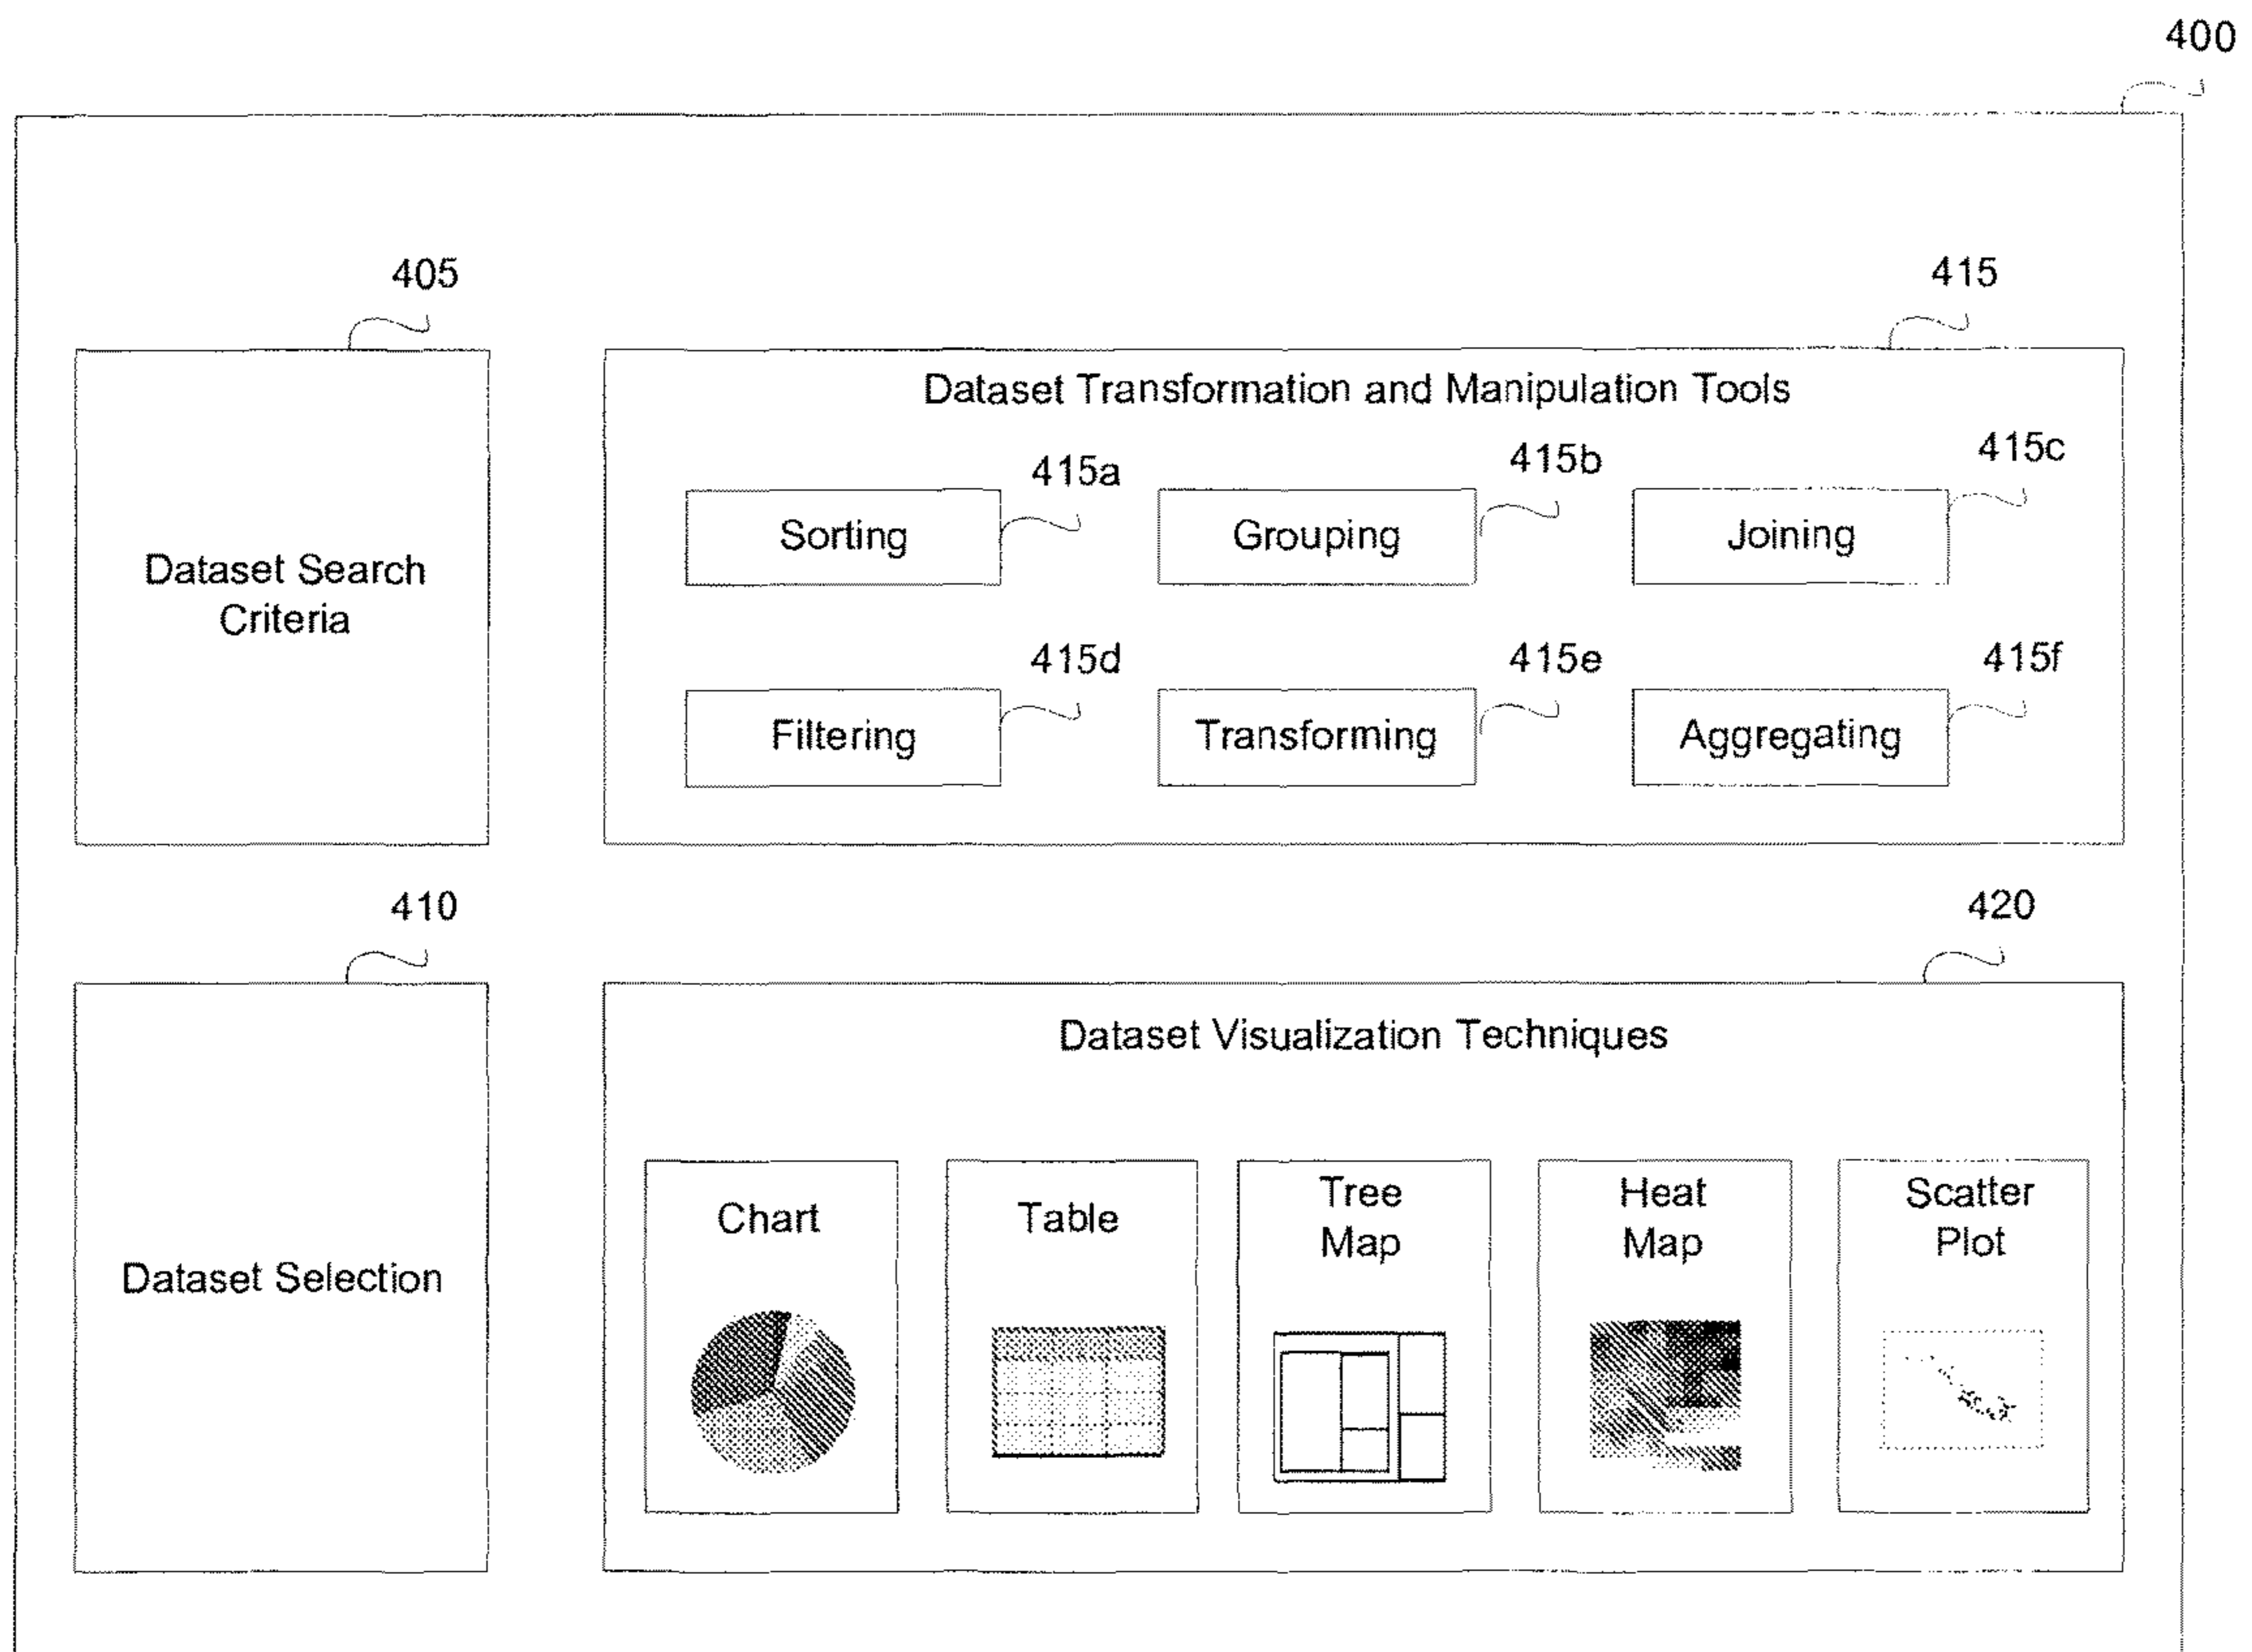 400
405
415
Dataset Search
Criteria
Dataset Transformation and Manipulation Tools
415a
415b
415c
Sorting
Grouping
Joining
415d
415e
415f
Filtering
Transforming
Aggregating
410
420
Dataset Selection
Dataset Visualization Techniques
Chart
Table
Tree
Map
Heat
Map
Scatter
Plot